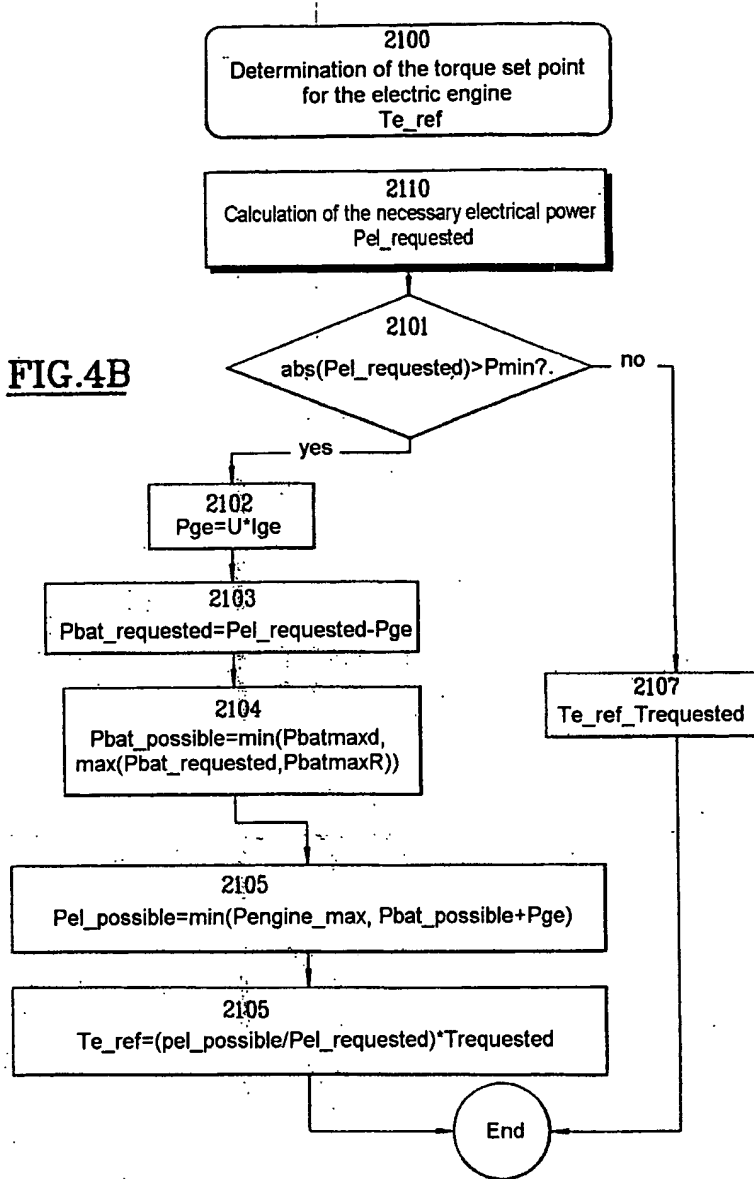 2100
Determination of the torque set point
for the electric engine
Te_ref
2110
Calculation of the necessary electrical power
Pel_requested
2101
abs(Pel_requested)>Pmin?.
no
FIG.4B
yes
2102
Pge=U*Ige
2103
Pbat_requested=Pel_requested-Pge
2104
Pbat_possible=min(Pbatmaxd,
max(Pbat_requested,PbatmaxR))
2107
Te_ref_Trequested
2105
Pel_possible=min(Pengine_max, Pbat_possible+Pge)
2105
Te_ref=(pel_possible/Pel_requested)*Trequested
End